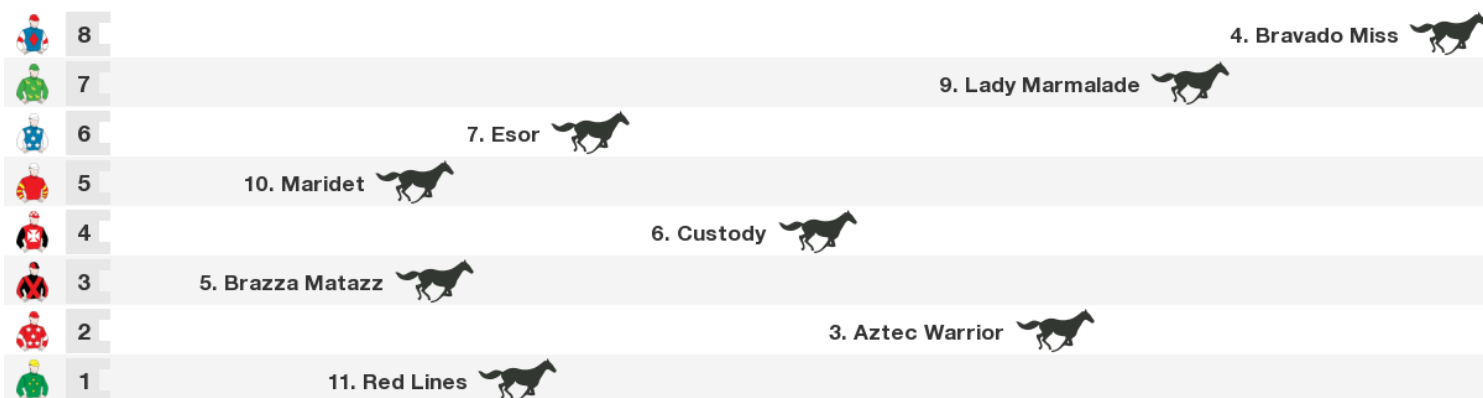 8 4. Bravado Miss
7 9. Lady Marmalade
6 7. Esor
5 10. Maridet
4 6. Custody
3 5. Brazza Matazz
2 3. Aztec Warrior
1 11. Red Lines